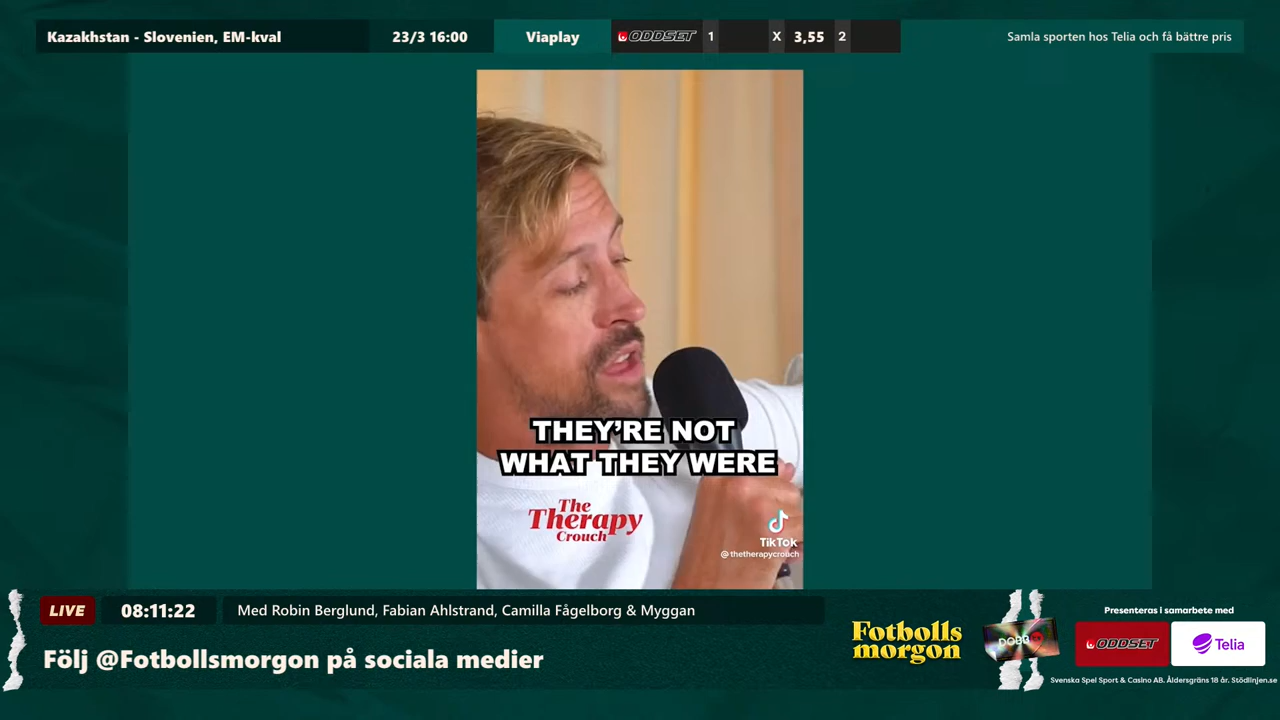 Kazakhstan - Slovenien, EM-kval
23/3 16:00
Viaplay
ODDSET
1
X
3,55
2
Samla sporten hos Telia och få bättre pris
THEY'RE NOT
WHAT THEY WERE
The
Therapy
Crouch
TikTok
@thetherapycrouch
LIVE
08:11:22
Med Robin Berglund, Fabian Ahlstrand, Camilla Fågelborg & Myggan
Följ @Fotbollsmorgon på sociala medier
Fotbolls
morgon
Presenteras i samarbete med
ODDSET
Telia
Svenska Spel Sport & Casino AB. Åldersgräns 18 år. Stödlinjen.se